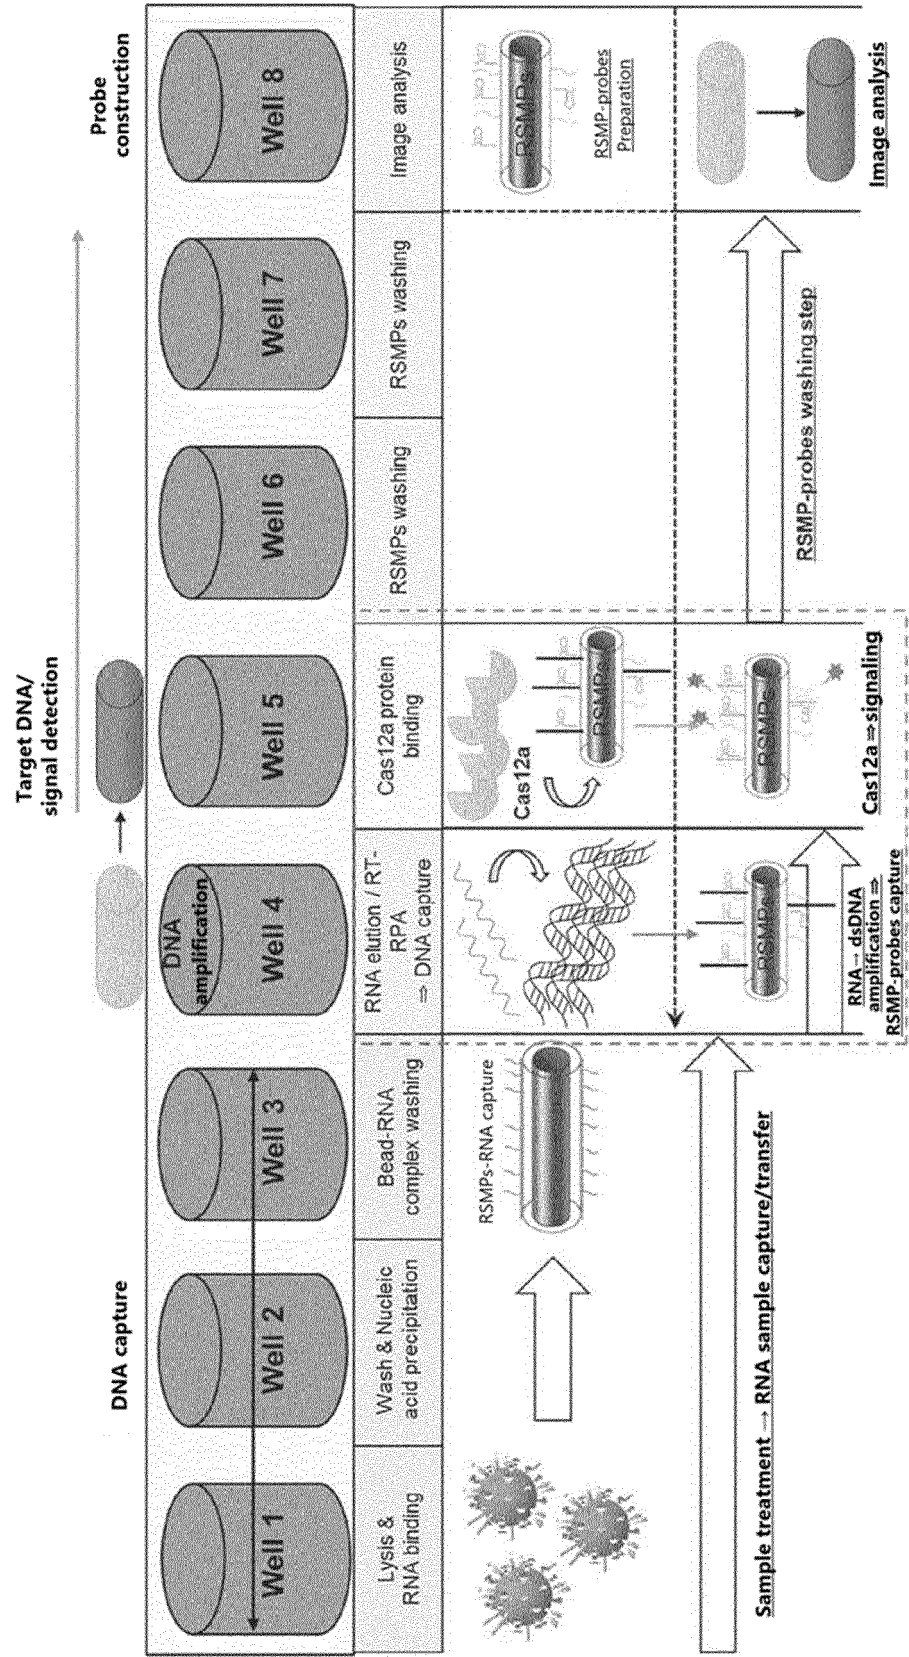 DNA capture
Target DNA/
signal detection
Probe
construction
Well 1
Well 2
Well 3
DNA
amplification
Well 4
Well 5
Well 6
Well 7
Well 8
Lysis &
RNA binding
Wash & Nucleic
acid precipitation
Bead-RNA
complex washing
RNA elution / RT-
RPA
⇒ DNA capture
Cas12a protein
binding
RSMPs washing
RSMPs washing
Image analysis
RSMPs-RNA capture
Cas12a
RSMPs
RSMPs
RSMP-probes
Preparation
RSMPs
RSMPs
Sample treatment → RNA sample capture/transfer
RNA→ dsDNA
amplification ⇒
RSMP-probes capture
Cas12a ⇒signaling
RSMP-probes washing step
Image analysis